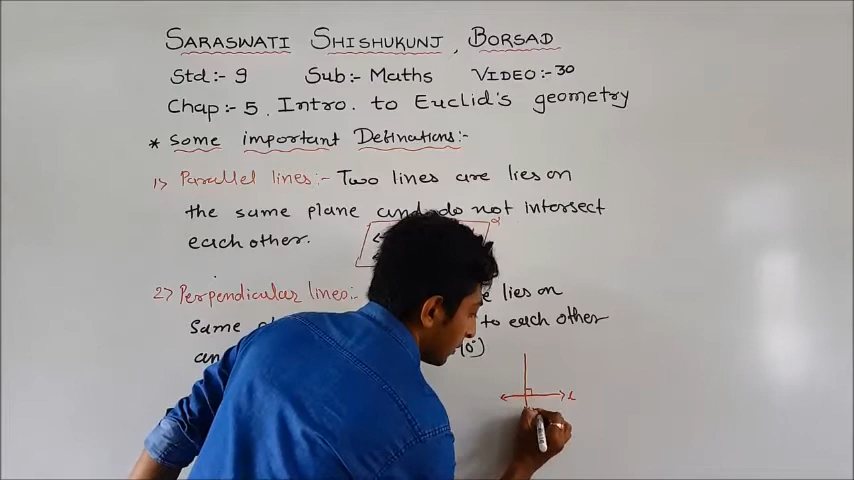 SARASWATI SHISHUKUNJ, BORSAD
Std:- 9 Sub:- Maths VIDEO:-30
Chap:- 5. Intro. to Euclid's geometry
* Some important Definations:-
1> Parallel lines:- Two lines are lies on
the same plane and do not intersect
each other.
2> Perpendicular lines:- lies on
Same to each other
l